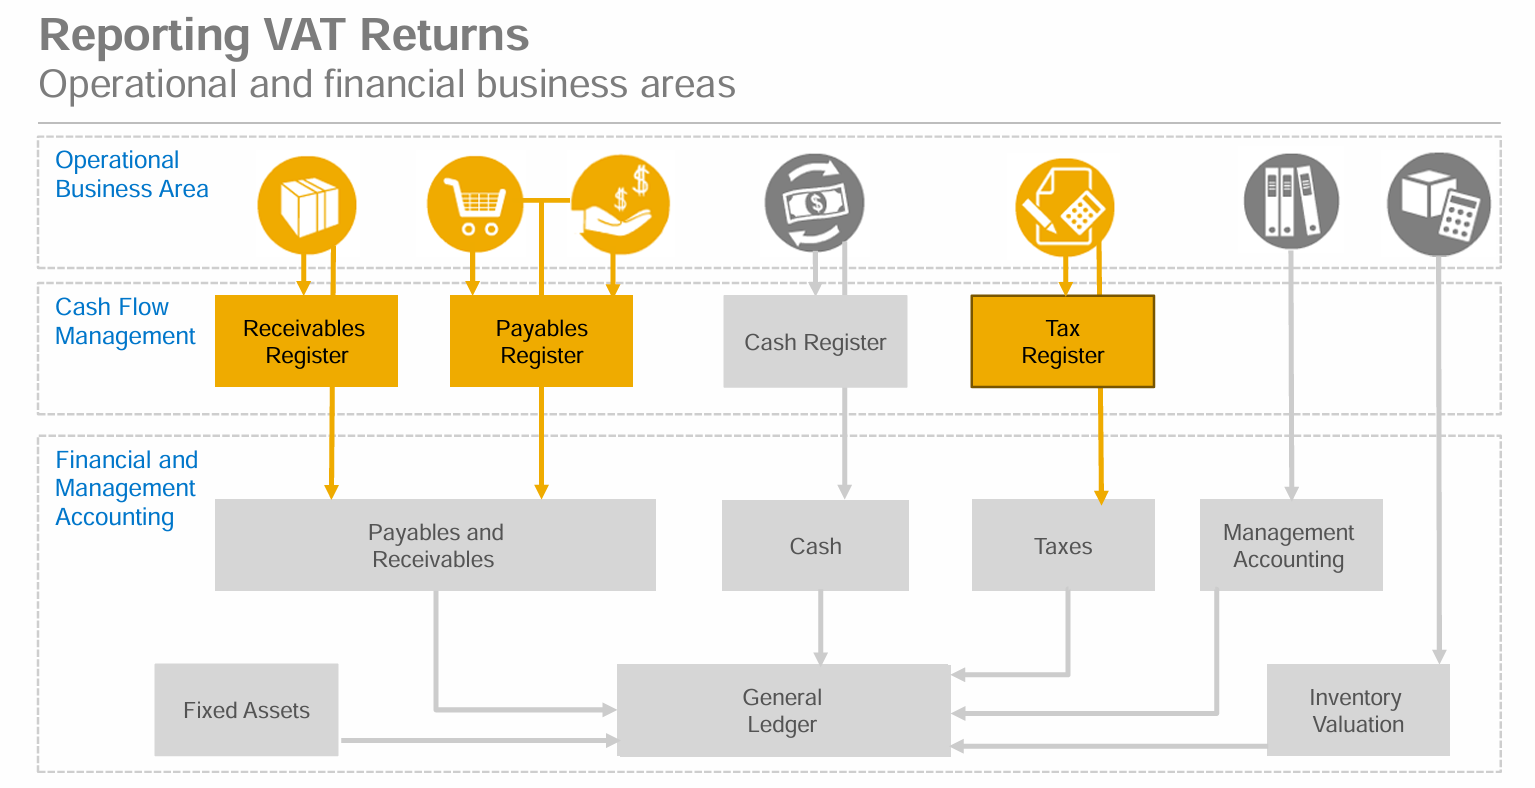 Reporting VAT Returns
Operational and financial business areas
Operational
Business Area
$
$
$
Cash Flow
Management
Receivables
Register
Payables
Register
Cash Register
Tax
Register
Financial and
Management
Accounting
Payables and
Receivables
Cash
Taxes
Management
Accounting
Fixed Assets
General
Ledger
Inventory
Valuation